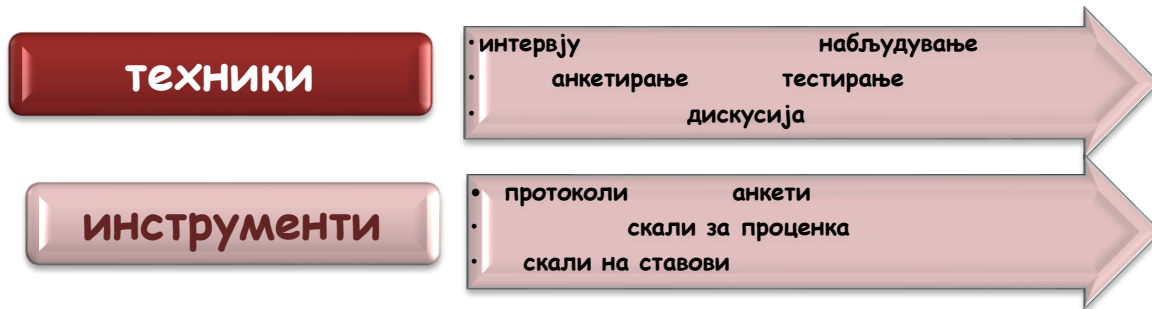 техники
• интервју набљудување
• анкетирање тестирање
• дискусија
инструменти
• протоколи анкети
• скали за проценка
• скали на ставови